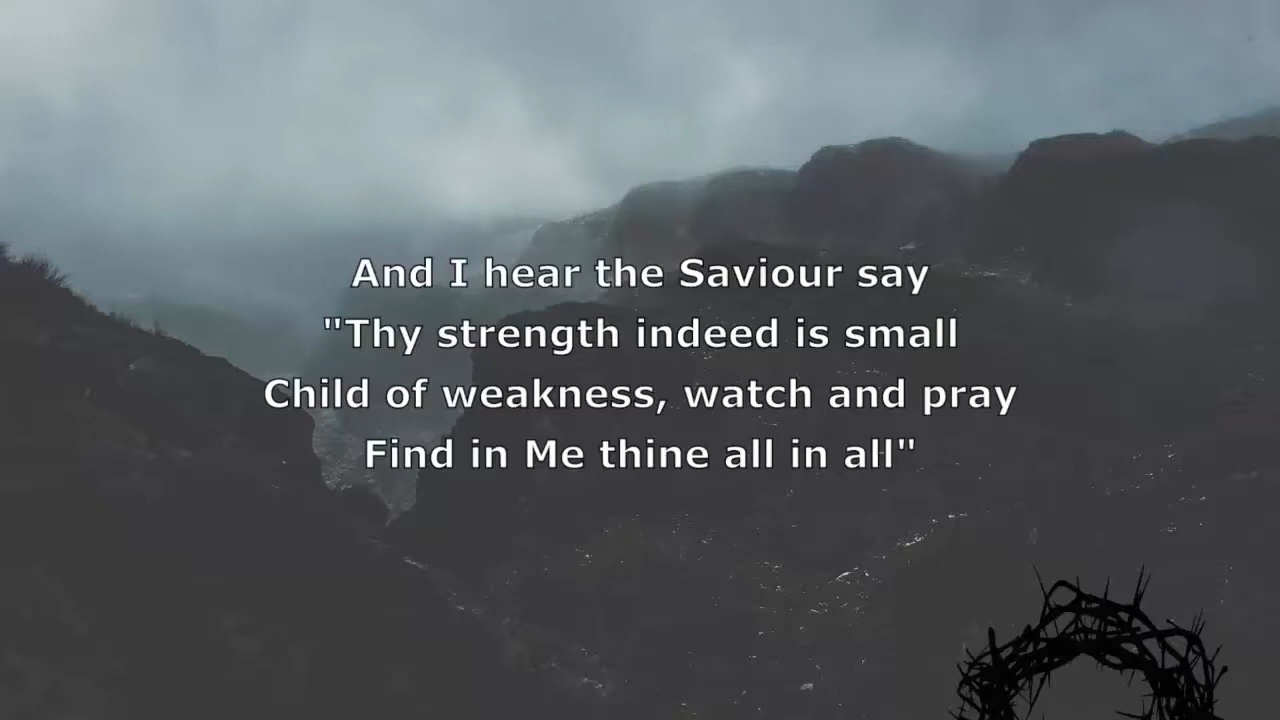 And I hear the Saviour say
"Thy strength indeed is small
Child of weakness, watch and pray
Find in Me thine all in all"